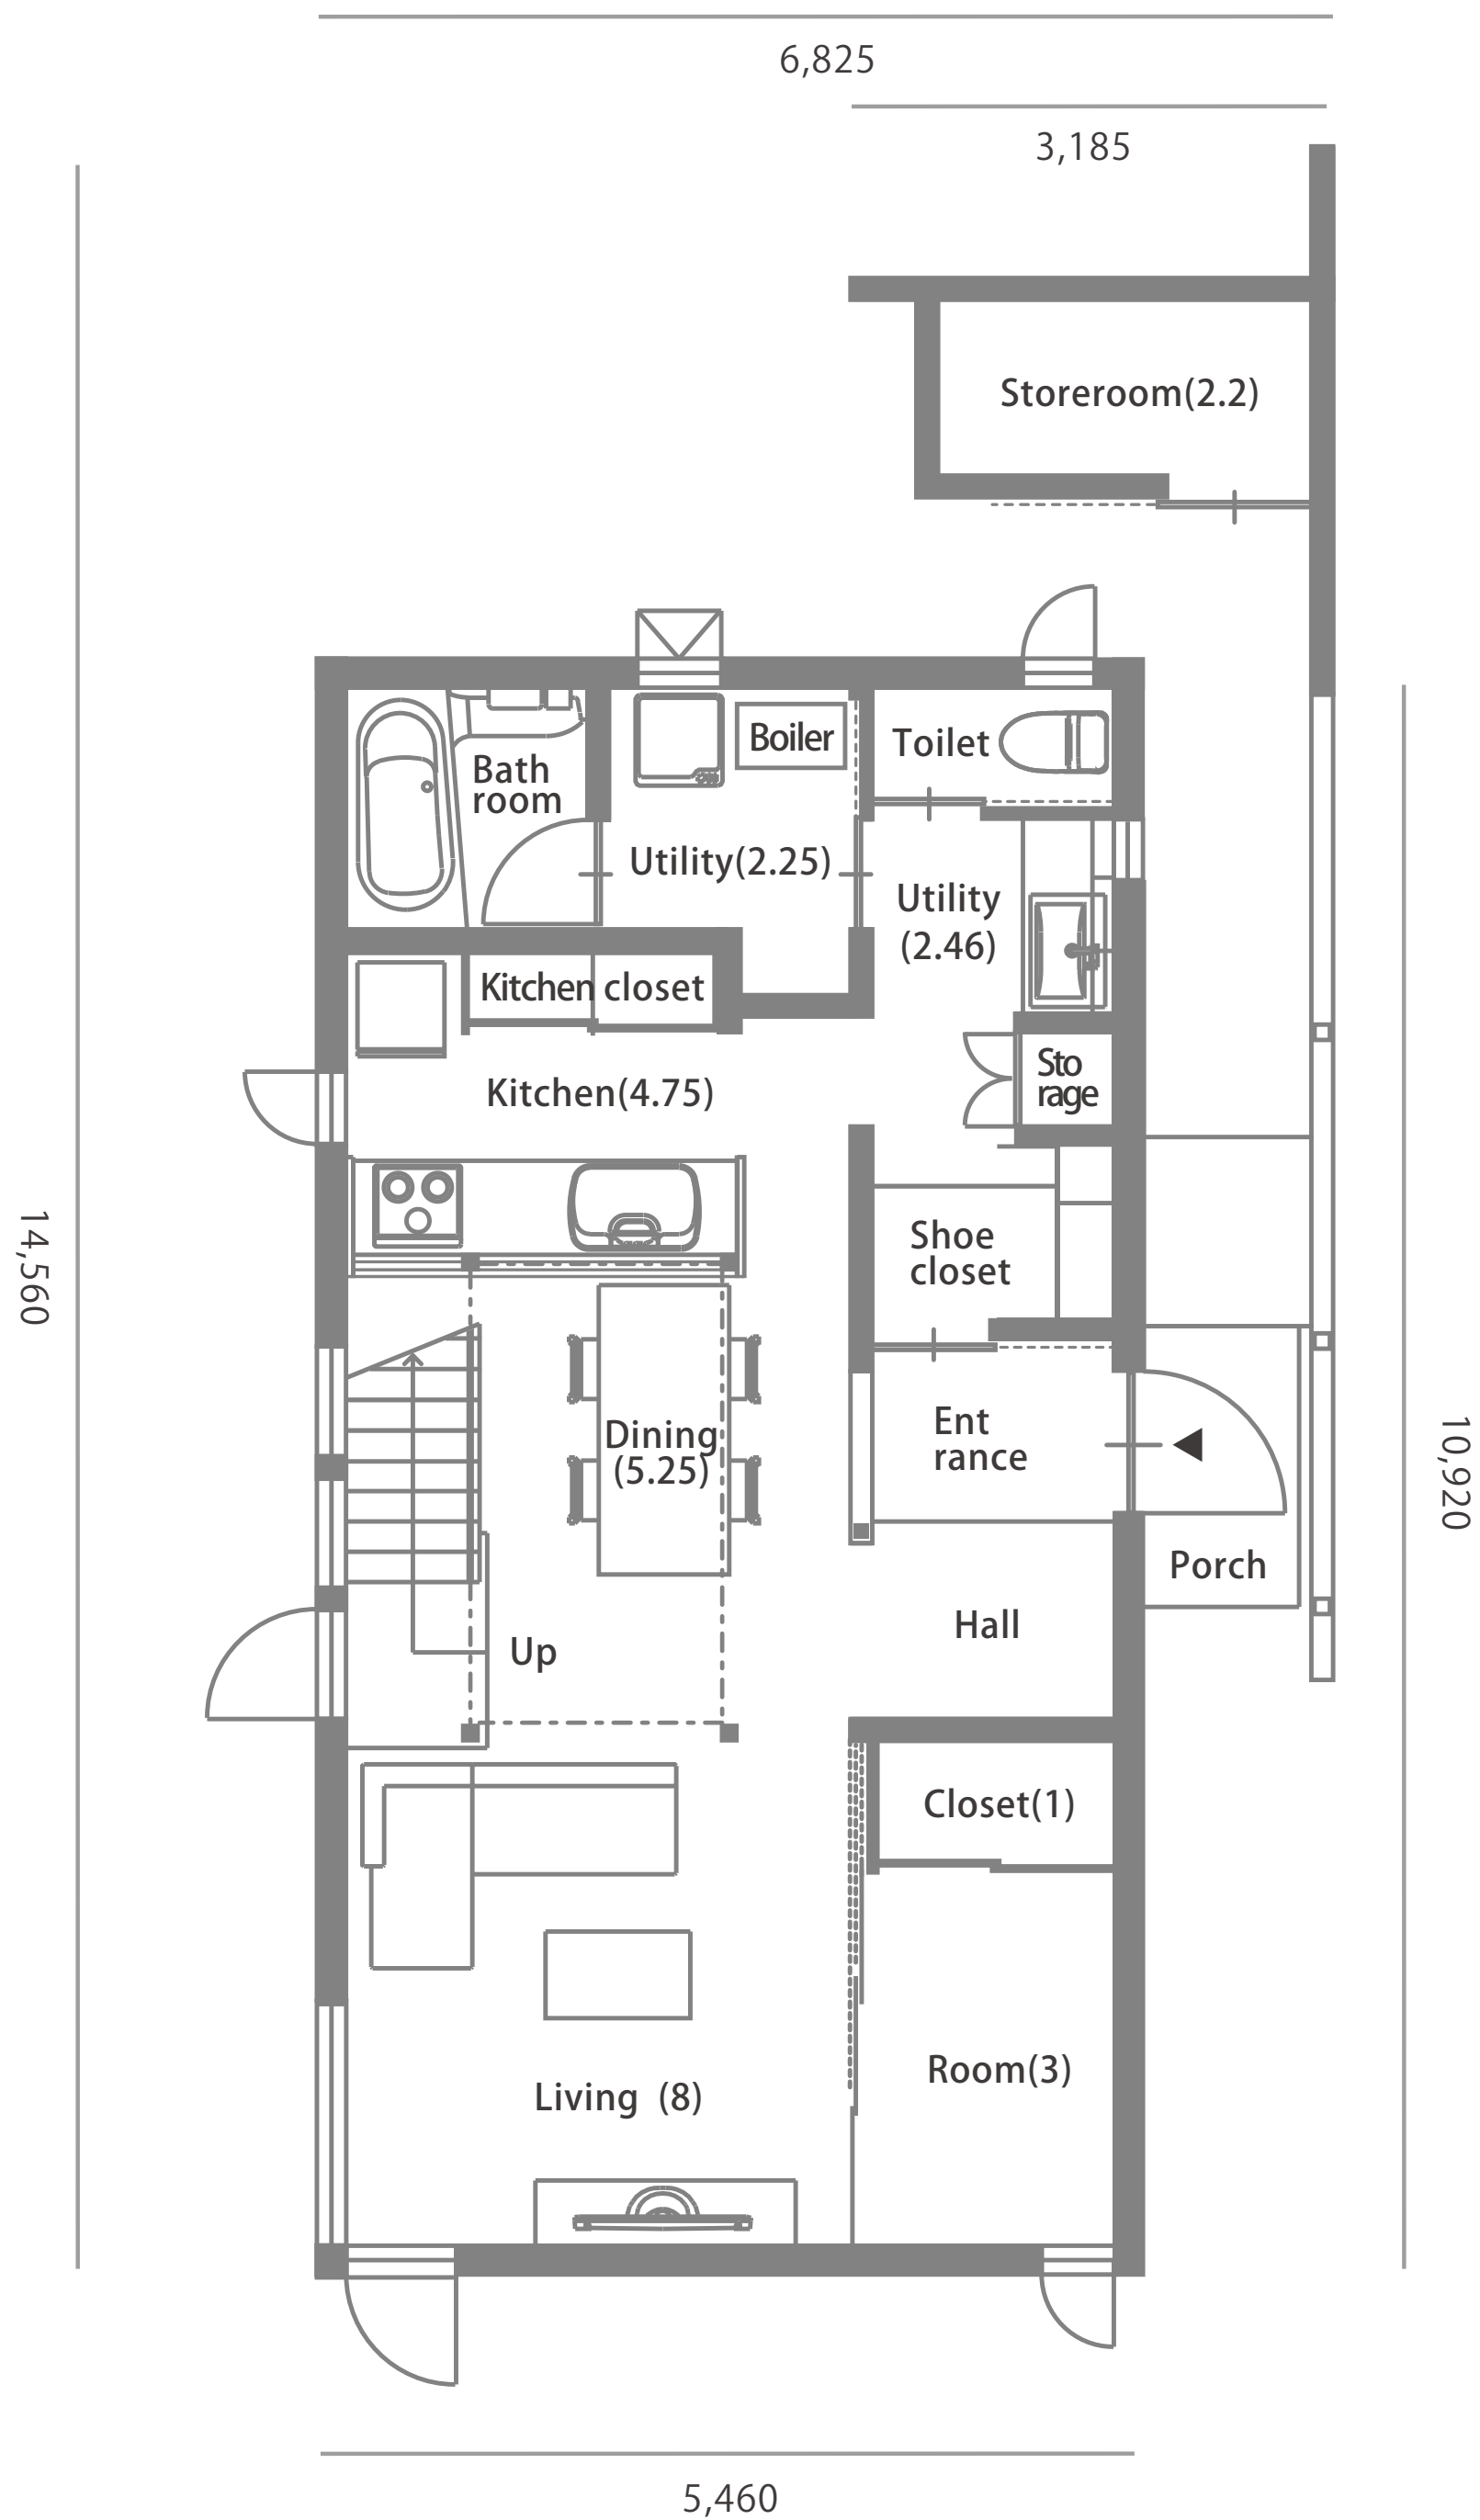 6,825
3,185
Storeroom(2.2)
Boiler
Toilet
Bath
room
Utility(2.25)
Utility
(2.46)
Kitchen closet
Sto
rage
Kitchen(4.75)
Shoe
closet
14,560
Ent
rance
Dining
(5.25)
10,920
Porch
Hall
Up
Closet(1)
Room(3)
Living (8)
5,460